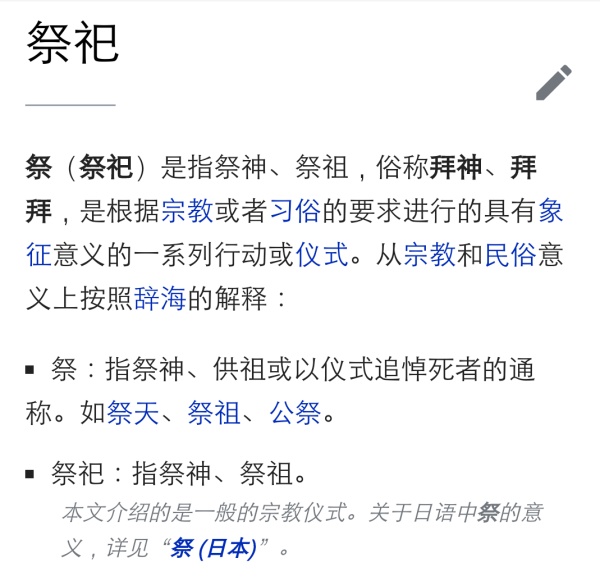 祭祀
祭（祭祀）是指祭神、祭祖，俗称拜神、拜
拜，是根据宗教或者习俗的要求进行的具有象
征意义的一系列行动或仪式。从宗教和民俗意
义上按照辞海的解释：
▪ 祭：指祭神、供祖或以仪式追悼死者的通
称。如祭天、祭祖、公祭。
▪ 祭祀：指祭神、祭祖。
本文介绍的是一般的宗教仪式。关于日语中祭的意
义，详见“祭 (日本)”。